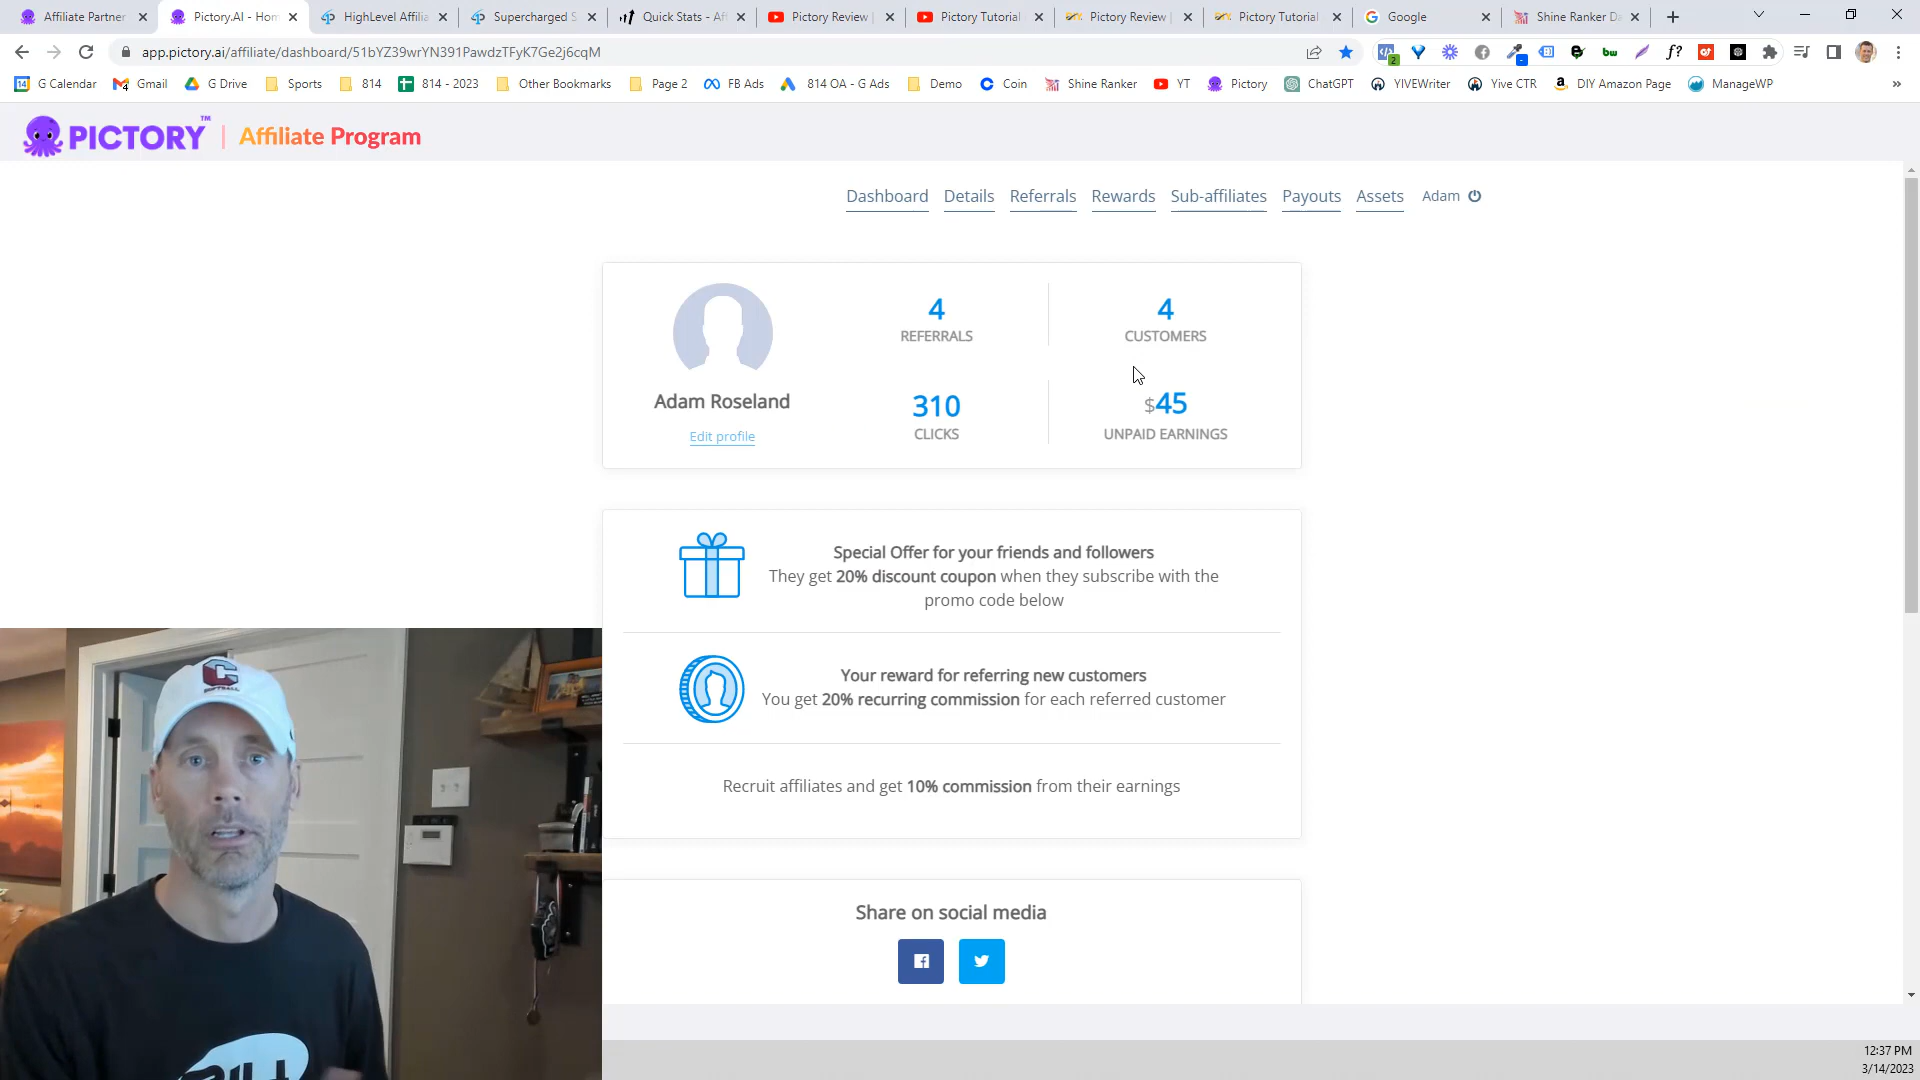 Affiliate Partner
Pictory.AI - Hom
HighLevel Affilia
Supercharged S
Quick Stats - Aff
Pictory Review |
Pictory Tutorial
Pictory Review |
Pictory Tutorial
Google
Shine Ranker Da
app.pictory.ai/affiliate/dashboard/51bYZ39wrYN391PawdzTFyK7Ge2j6cqM
G Calendar
Gmail
G Drive
Sports
814
814 - 2023
Other Bookmarks
Page 2
FB Ads
814 OA - G Ads
Demo
Coin
Shine Ranker
YT
Pictory
ChatGPT
YIVEWriter
Yive CTR
DIY Amazon Page
ManageWP
PICTORY™ | Affiliate Program
Dashboard Details Referrals Rewards Sub-affiliates Payouts Assets Adam
4
REFERRALS
4
CUSTOMERS
Adam Roseland
Edit profile
310
CLICKS
$45
UNPAID EARNINGS
Special Offer for your friends and followers
They get 20% discount coupon when they subscribe with the
promo code below
Your reward for referring new customers
You get 20% recurring commission for each referred customer
Recruit affiliates and get 10% commission from their earnings
Share on social media
C
SOFTBALL
12:37 PM
3/14/2023